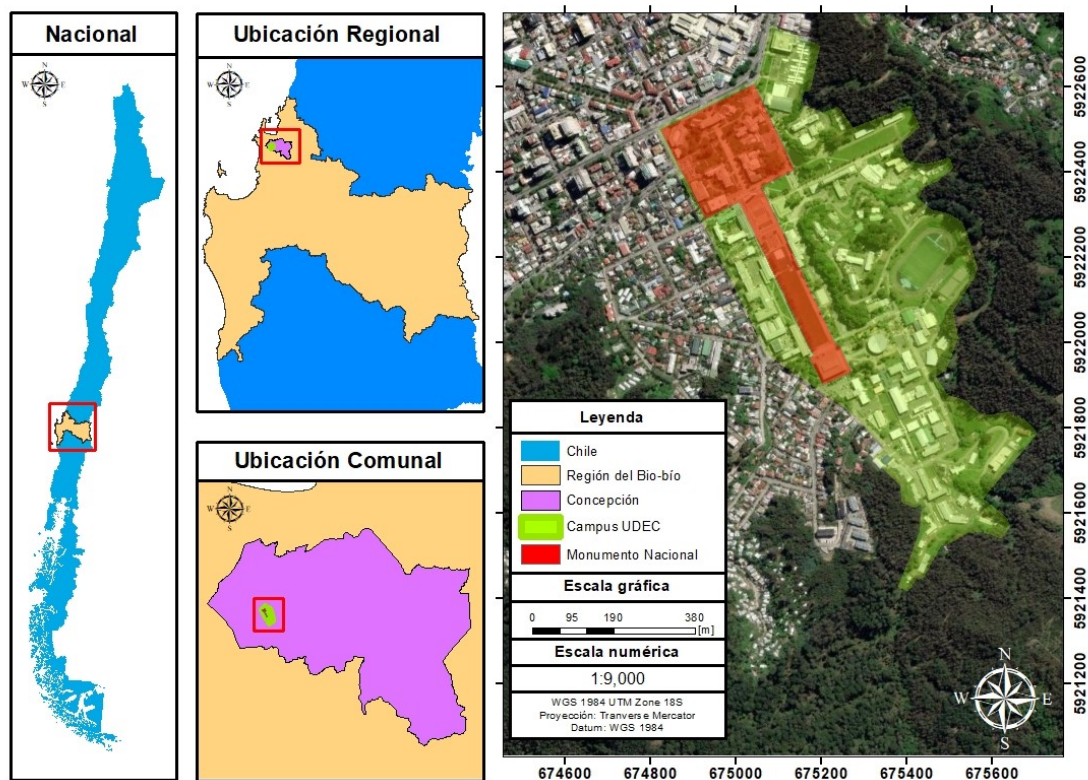 Nacional
N
W E
S
Ubicación Regional
N
W E
S
Ubicación Comunal
N
W E
S
Leyenda
Chile
Región del Bio-bío
Concepción
Campus UDEC
Monumento Nacional
Escala gráfica
0 95 190 380
[m]
Escala numérica
1:9,000
WGS 1984 UTM Zone 18S
Proyección: Tranverse Mercator
Datum: WGS 1984
N
W E
S
5922600
5922400
5922200
5922000
5921800
5921600
5921400
5921200
674600 674800 675000 675200 675400 675600